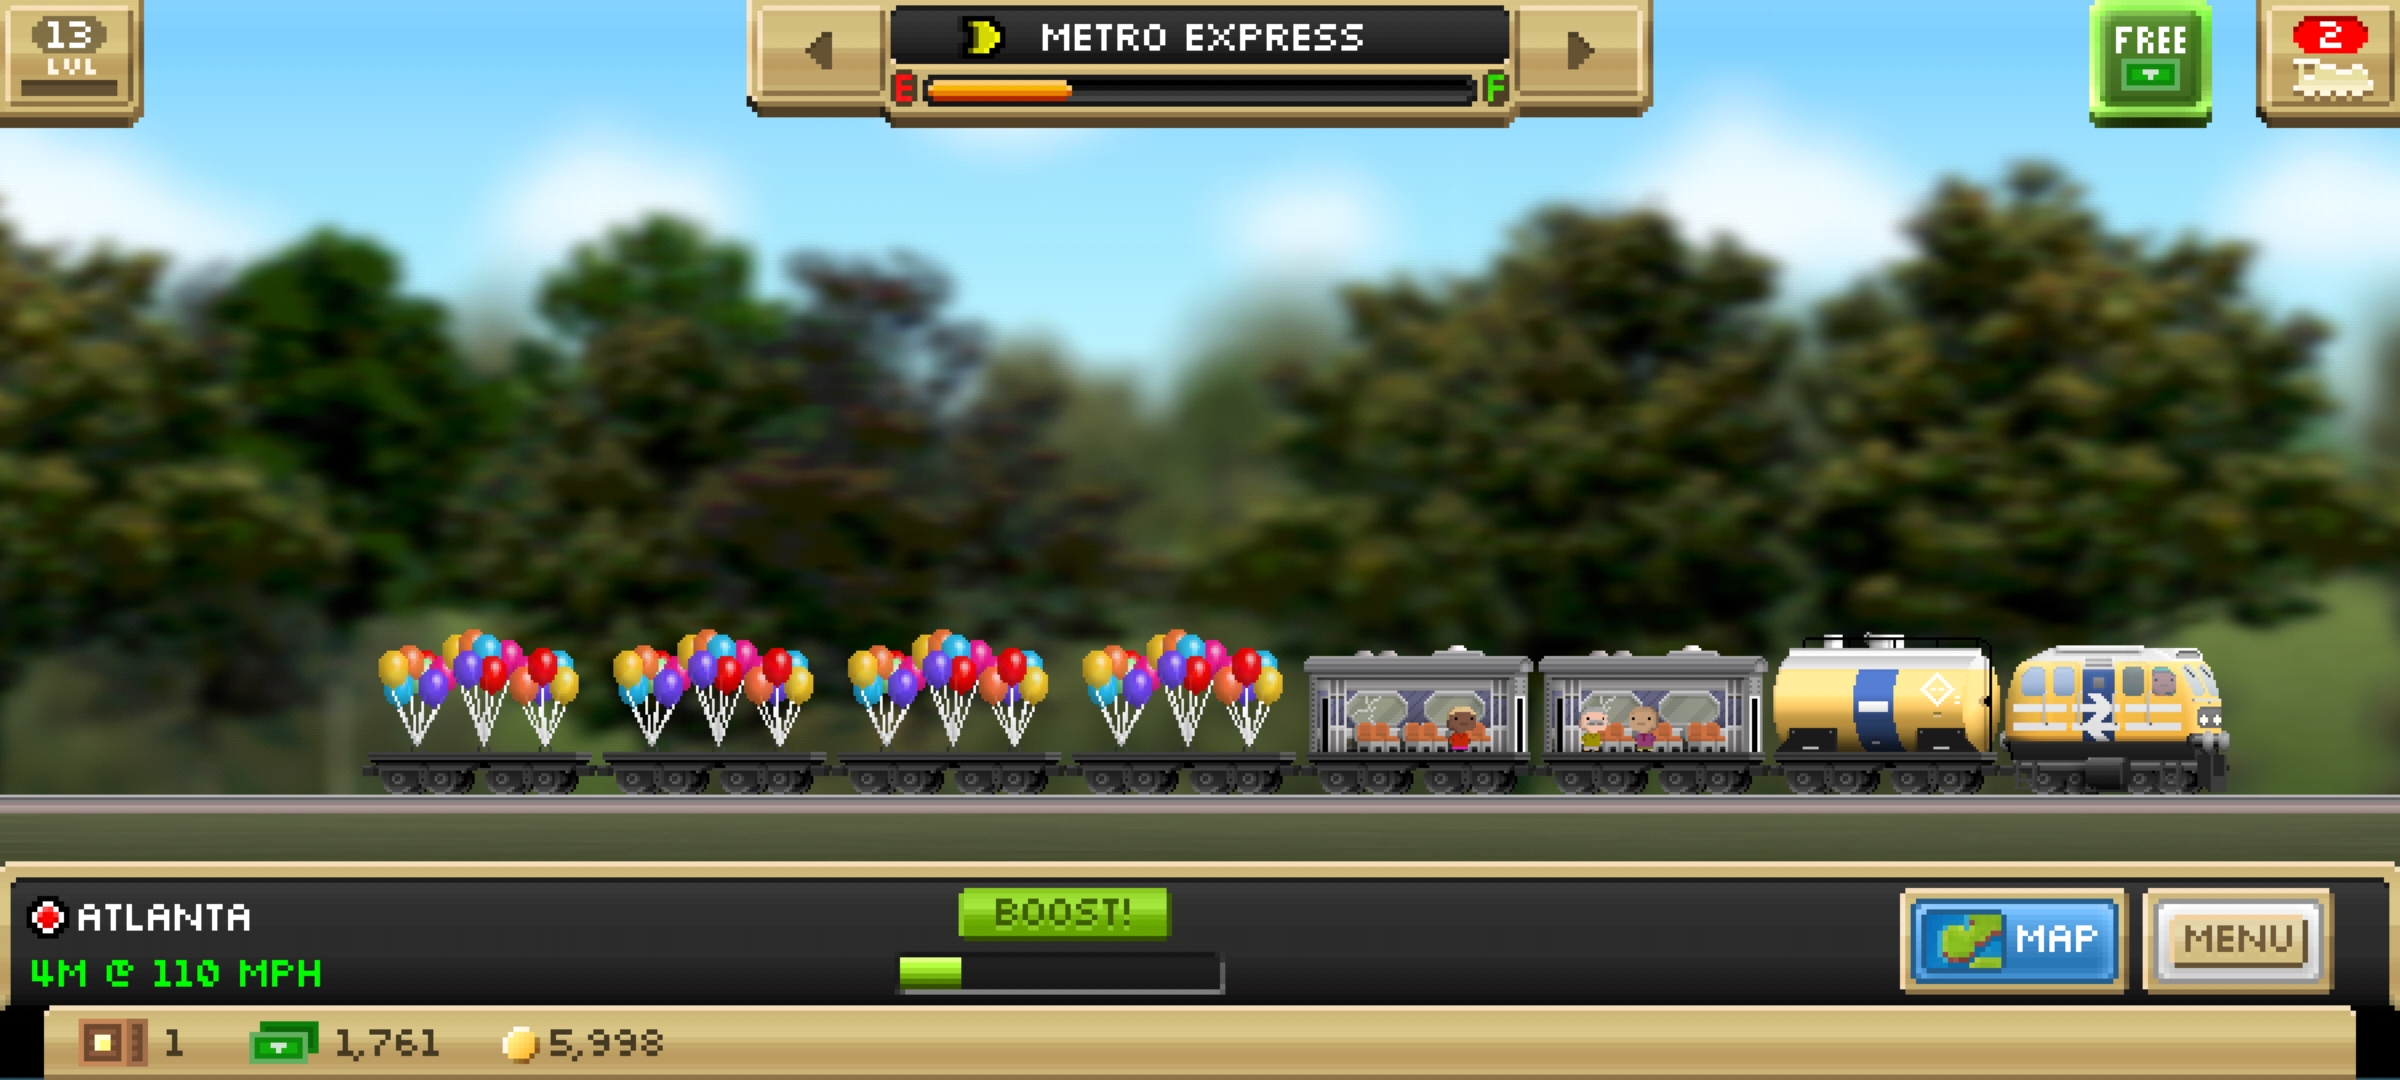 13
LVL
METRO EXPRESS
E F
FREE
2
ATLANTA
4M @ 110 MPH
BOOST!
MAP
MENU
1 1,761 5,998